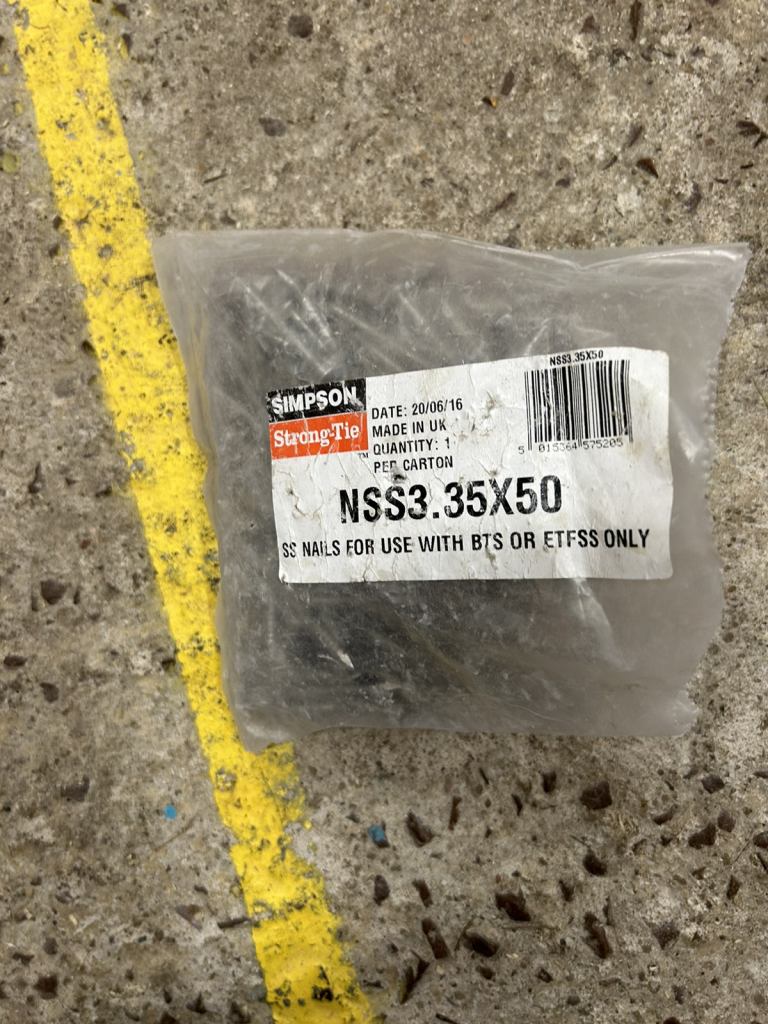 NSS3.35X50
SIMPSON
Strong-Tie
TM
DATE: 20/06/16
MADE IN UK
QUANTITY: 1
PER CARTON
5 015364 575205
NSS3.35X50
SS NAILS FOR USE WITH BTS OR ETFSS ONLY